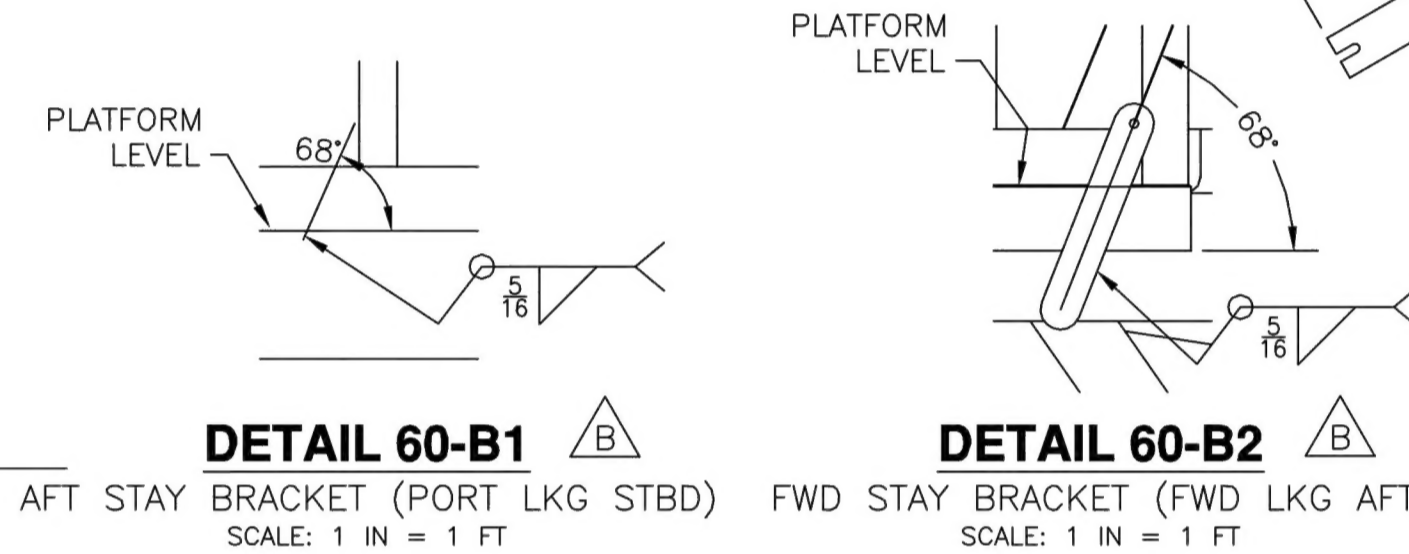 PLATFORM
LEVEL
68°
5
16
DETAIL 60-B1
B
AFT STAY BRACKET (PORT LKG STBD)
SCALE: 1 IN = 1 FT
PLATFORM
LEVEL
68°
5
16
DETAIL 60-B2
B
FWD STAY BRACKET (FWD LKG AFT
SCALE: 1 IN = 1 FT